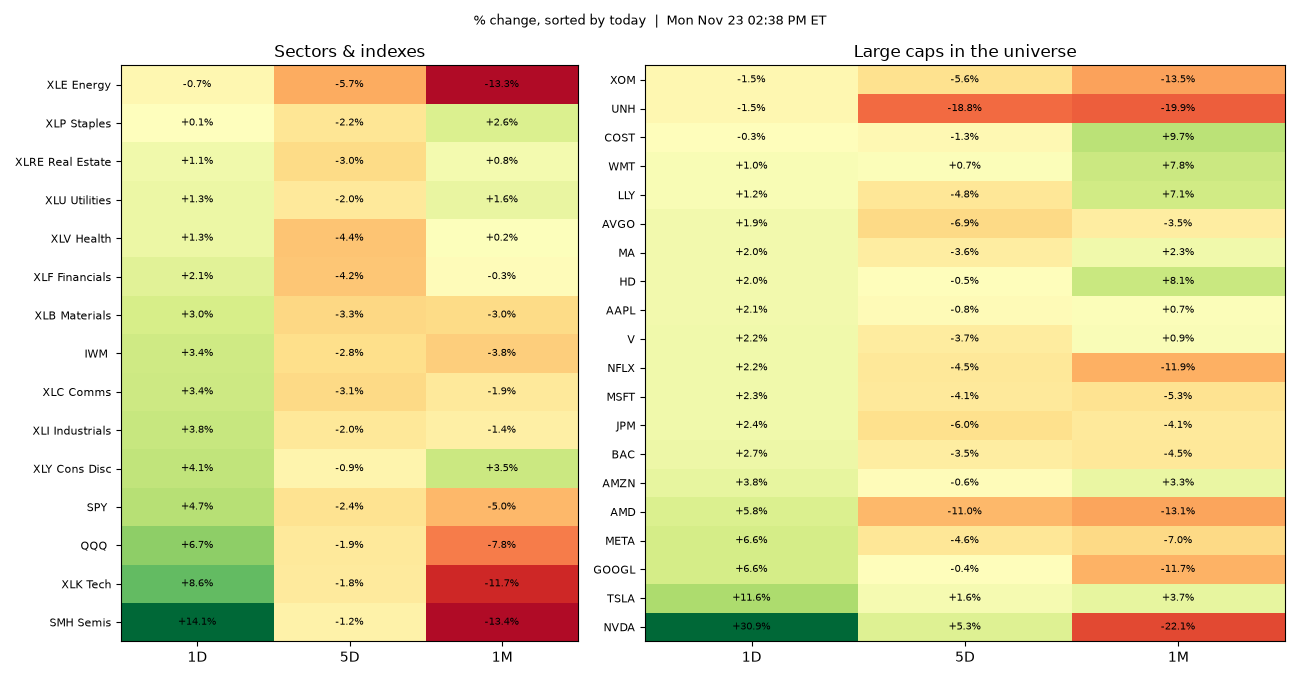 % change, sorted by today | Mon Nov 23 02:38 PM ET
Sectors & indexes
XLE Energy -0.7% -5.7% -13.3%
XLP Staples +0.1% -2.2% +2.6%
XLRE Real Estate +1.1% -3.0% +0.8%
XLU Utilities +1.3% -2.0% +1.6%
XLV Health +1.3% -4.4% +0.2%
XLF Financials +2.1% -4.2% -0.3%
XLB Materials +3.0% -3.3% -3.0%
IWM +3.4% -2.8% -3.8%
XLC Comms +3.4% -3.1% -1.9%
XLI Industrials +3.8% -2.0% -1.4%
XLY Cons Disc +4.1% -0.9% +3.5%
SPY +4.7% -2.4% -5.0%
QQQ +6.7% -1.9% -7.8%
XLK Tech +8.6% -1.8% -11.7%
SMH Semis +14.1% -1.2% -13.4%
1D 5D 1M
Large caps in the universe
XOM -1.5% -5.6% -13.5%
UNH -1.5% -18.8% -19.9%
COST -0.3% -1.3% +9.7%
WMT +1.0% +0.7% +7.8%
LLY +1.2% -4.8% +7.1%
AVGO +1.9% -6.9% -3.5%
MA +2.0% -3.6% +2.3%
HD +2.0% -0.5% +8.1%
AAPL +2.1% -0.8% +0.7%
V +2.2% -3.7% +0.9%
NFLX +2.2% -4.5% -11.9%
MSFT +2.3% -4.1% -5.3%
JPM +2.4% -6.0% -4.1%
BAC +2.7% -3.5% -4.5%
AMZN +3.8% -0.6% +3.3%
AMD +5.8% -11.0% -13.1%
META +6.6% -4.6% -7.0%
GOOGL +6.6% -0.4% -11.7%
TSLA +11.6% +1.6% +3.7%
NVDA +30.9% +5.3% -22.1%
1D 5D 1M